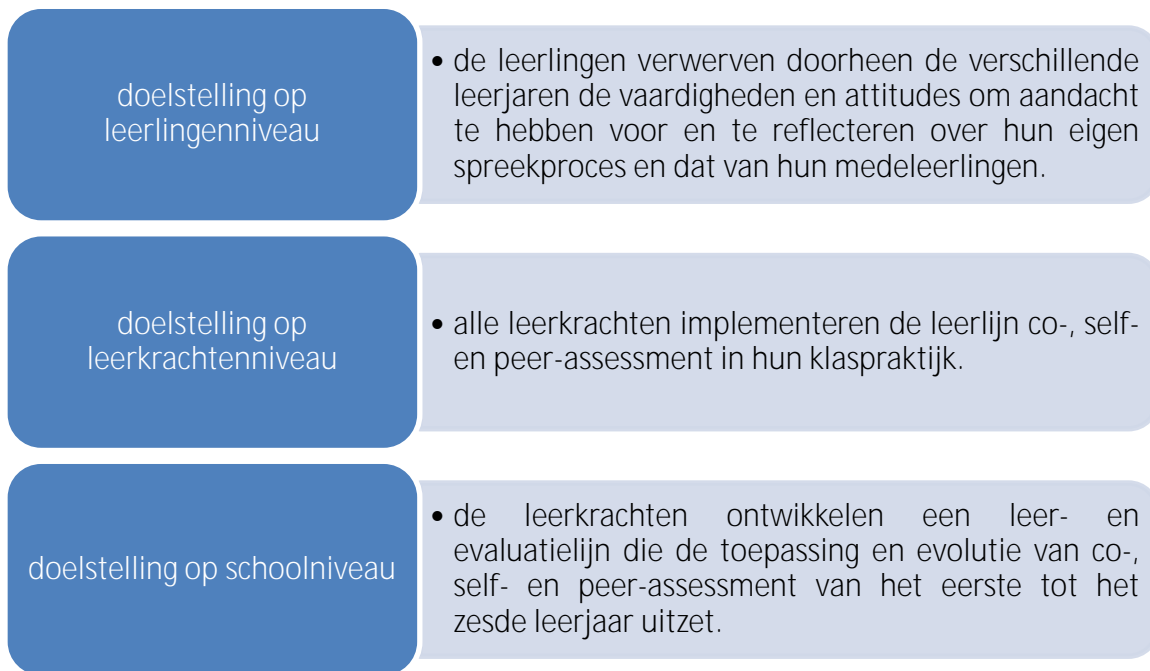 doelstelling op
leerlingenniveau
• de leerlingen verwerven doorheen de verschillende
leerjaren de vaardigheden en attitudes om aandacht
te hebben voor en te reflecteren over hun eigen
spreekproces en dat van hun medeleerlingen.
doelstelling op
leerkrachtenniveau
• alle leerkrachten implementeren de leerlijn co-, self-
en peer-assessment in hun klaspraktijk.
doelstelling op schoolniveau
• de leerkrachten ontwikkelen een leer- en
evaluatielijn die de toepassing en evolutie van co-,
self- en peer-assessment van het eerste tot het
zesde leerjaar uitzet.